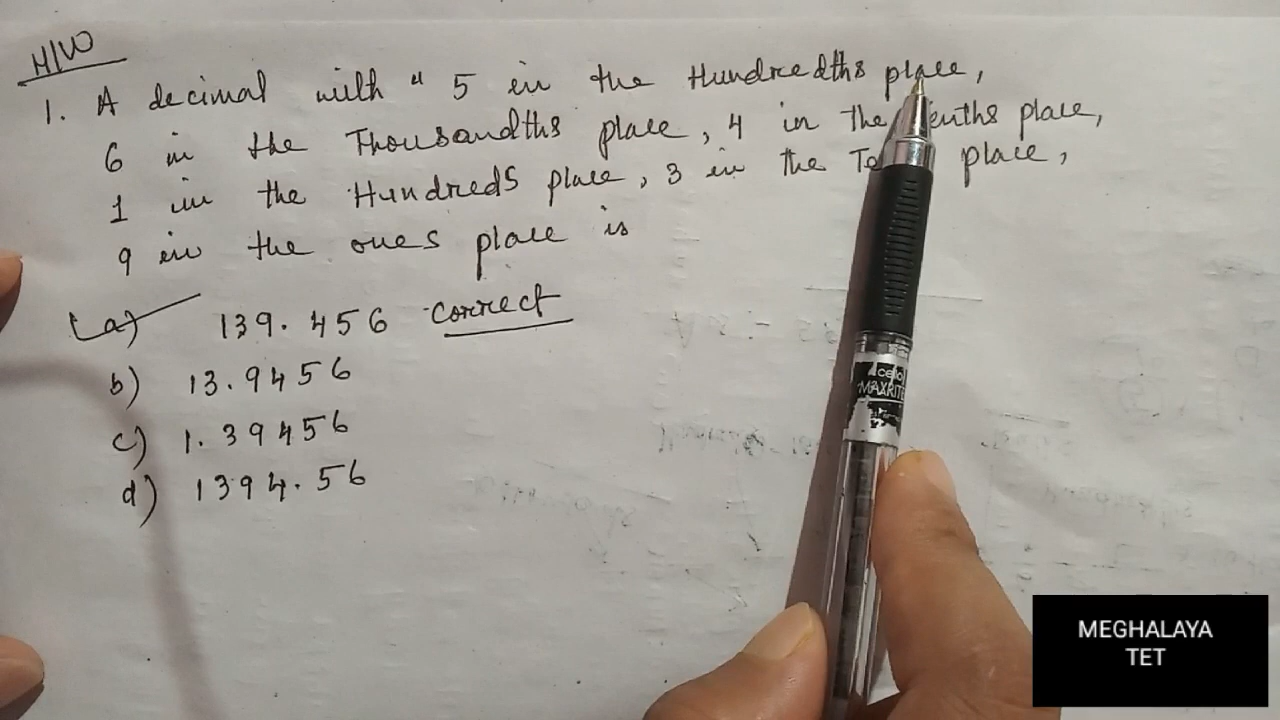 H/W
1. A decimal with " 5 in the Hundredths place,
6 in the Thousandths place, 4 in the place,
1 in the Hundreds place, 3 in the place,
9 in the ones place is
(a) 139.456 correct
b) 13.9456
c) 1.39456
d) 1394.56
cello
MAXRITE
MEGHALAYA
TET